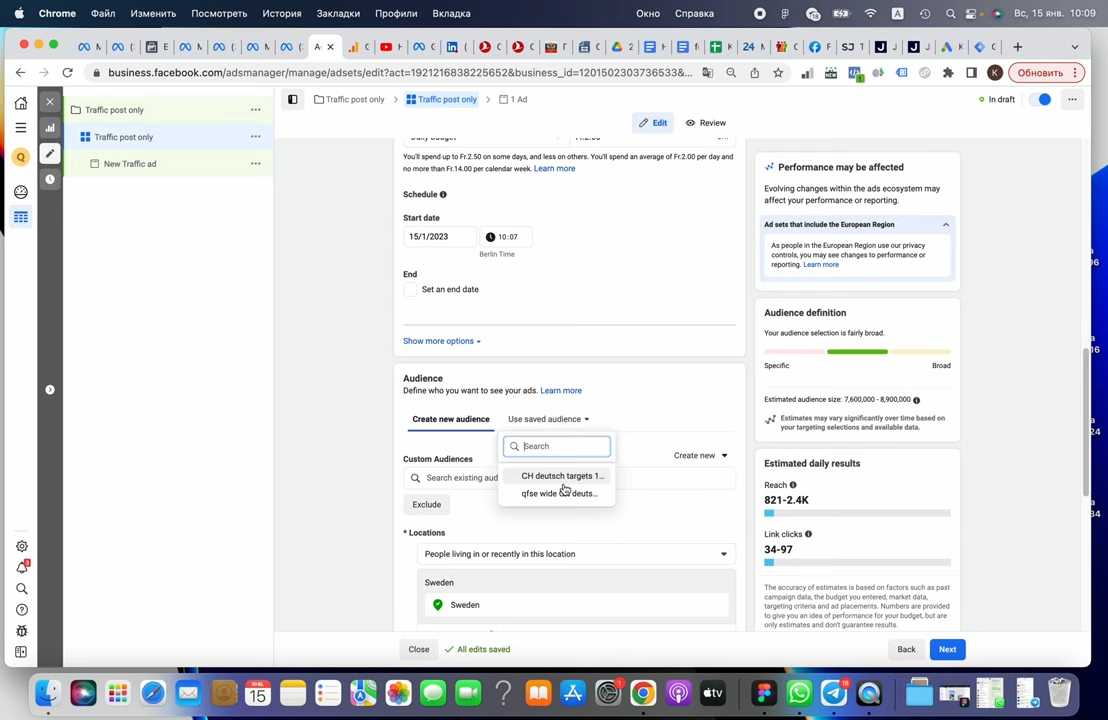 Chrome Файл Изменить Посмотреть История Закладки Профили Вкладка Окно Справка 18 A Вс, 15 янв. 10:09
business.facebook.com/adsmanager/manage/adsets/edit?act=1921216838225652&business_id=1201502303736533&... K Обновить
Traffic post only
Traffic post only
New Traffic ad
Traffic post only Traffic post only 1 Ad In draft
Edit Review
You'll spend up to Fr.2.50 on some days, and less on others. You'll spend an average of Fr.2.00 per day and
no more than Fr.14.00 per calendar week. Learn more
Schedule
Start date
15/1/2023 10:07
Berlin Time
End
Set an end date
Show more options
Audience
Define who you want to see your ads. Learn more
Create new audience Use saved audience
Search
CH deutsch targets 1...
Custom Audiences Create new
Search existing aud
Exclude
* Locations
People living in or recently in this location
Sweden
Sweden
Close All edits saved Back Next
Performance may be affected
Evolving changes within the ads ecosystem may
affect your performance or reporting.
Ad sets that include the European Region
As people in the European Region use our privacy
controls, you may see changes to performance or
reporting. Learn more
Audience definition
Your audience selection is fairly broad.
Specific Broad
Estimated audience size: 7,600,000 - 8,900,000
Estimates may vary significantly over time based on
your targeting selections and available data.
Estimated daily results
Reach
821-2.4K
Link clicks
34-97
The accuracy of estimates is based on factors such as past
campaign data, the budget you entered, market data,
targeting criteria and ad placements. Numbers are provided
to give you an idea of performance for your budget, but are
only estimates and don't guarantee results.